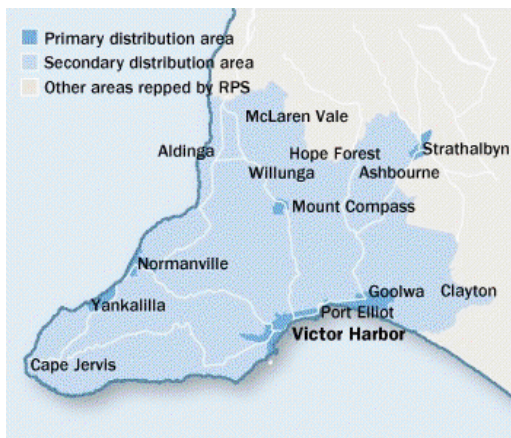 Primary distribution area
Secondary distribution area
Other areas repped by RPS
McLaren Vale
Aldinga
Hope Forest
Strathalbyn
Willunga
Ashbourne
Mount Compass
Normanville
Goolwa
Clayton
Yankalilla
Port Elliot
Victor Harbor
Cape Jervis